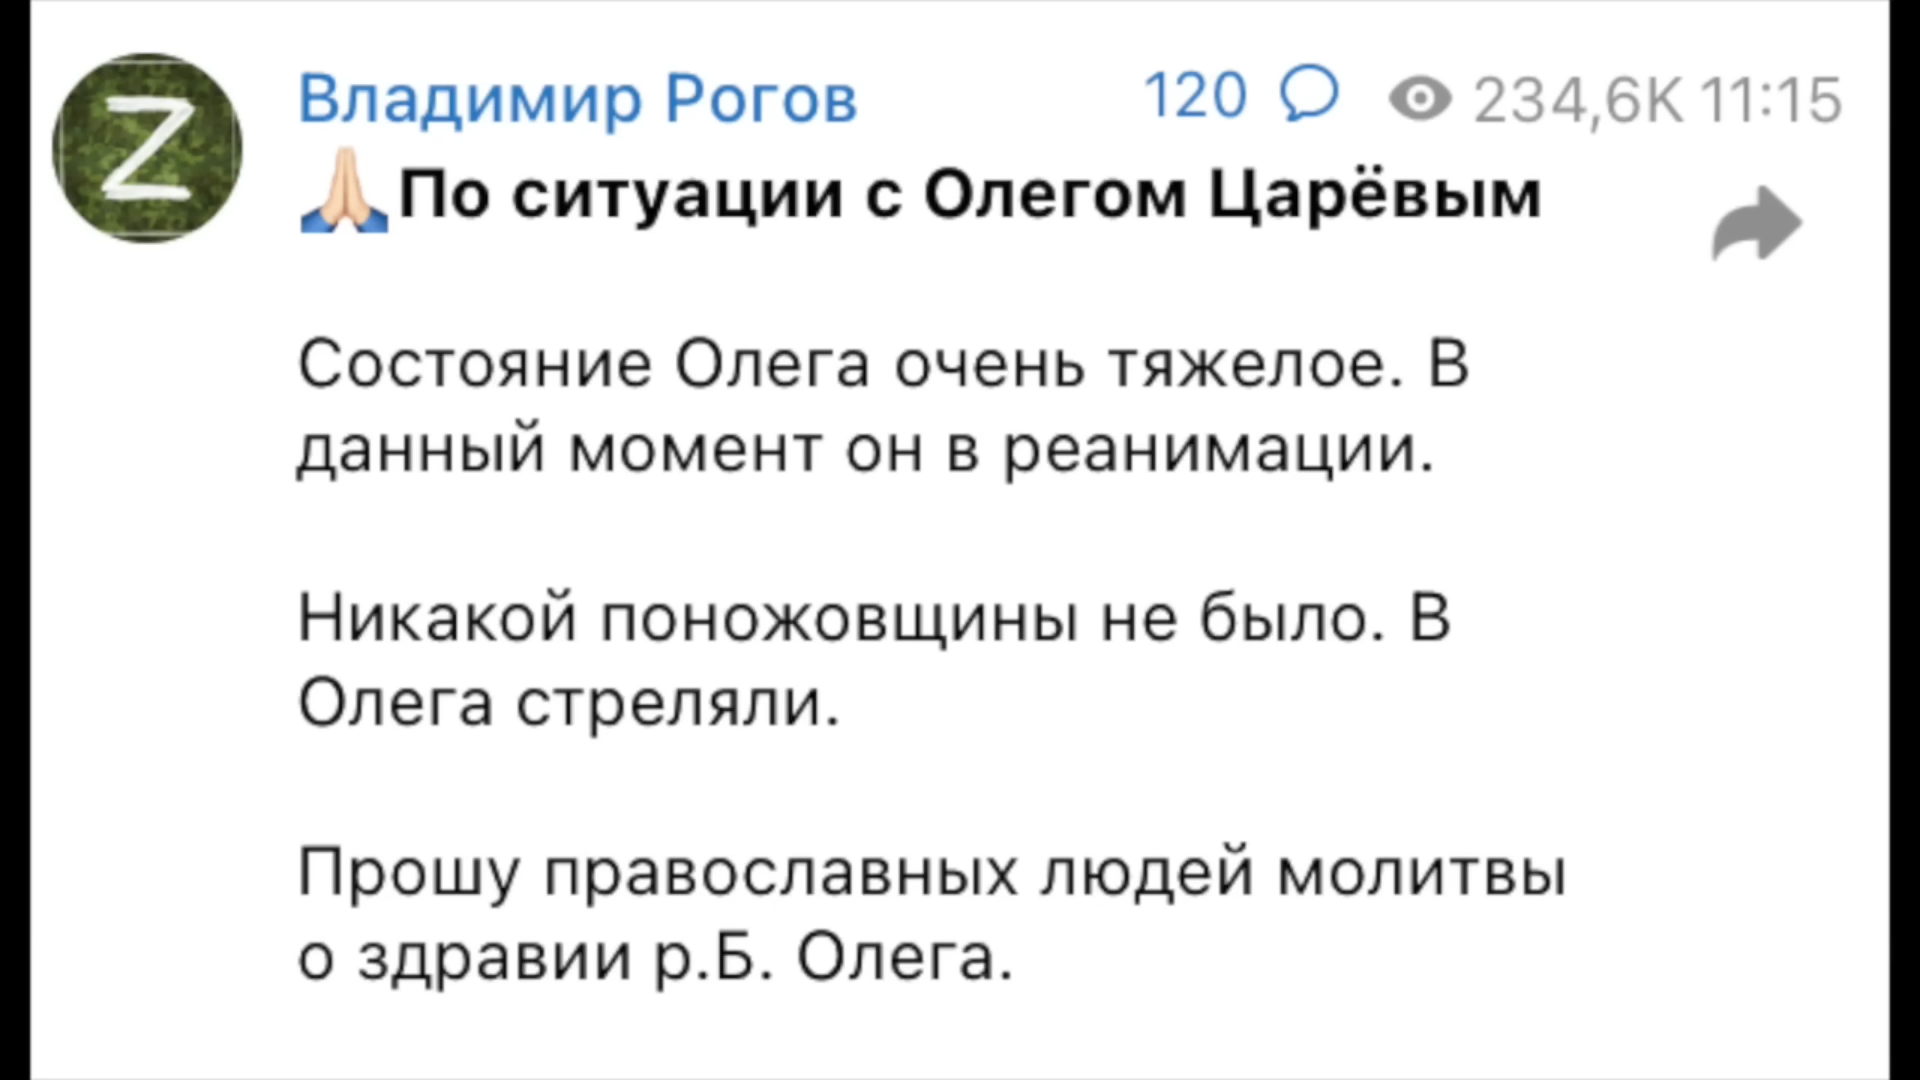 Z
Владимир Рогов 120 234,6K 11:15
🙏🏻По ситуации с Олегом Царёвым
Состояние Олега очень тяжелое. В
данный момент он в реанимации.
Никакой поножовщины не было. В
Олега стреляли.
Прошу православных людей молитвы
о здравии р.Б. Олега.